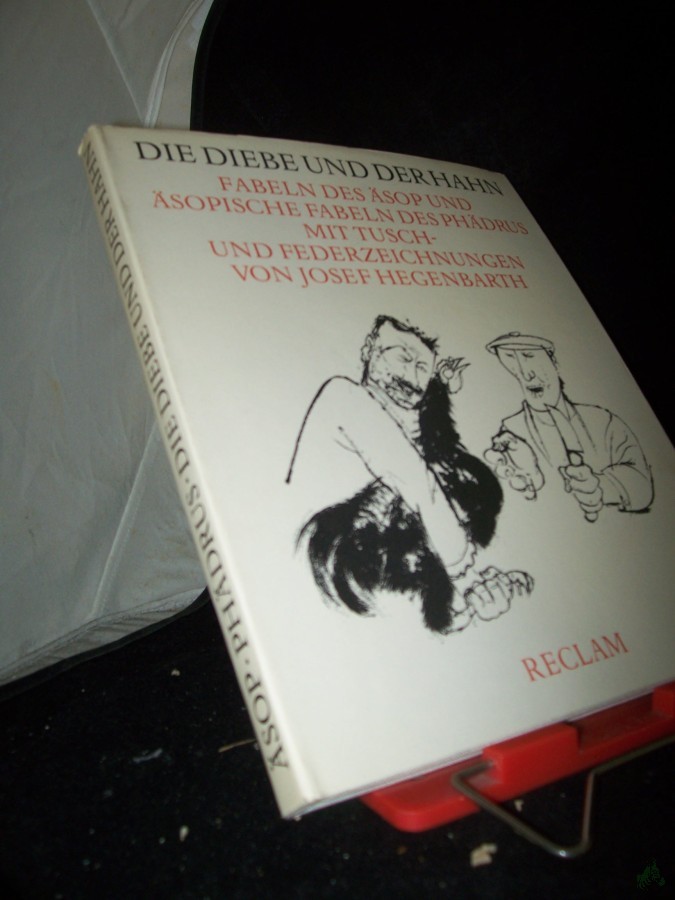 DIE DIEBE UND DER HAHN
FABELN DES ÄSOP UND
ÄSOPISCHE FABELN DES PHÄDRUS
MIT TUSCH-
UND FEDERZEICHNUNGEN
VON JOSEF HEGENBARTH
RECLAM
ÄSOP · PHÄDRUS · DIE DIEBE UND DER HAHN